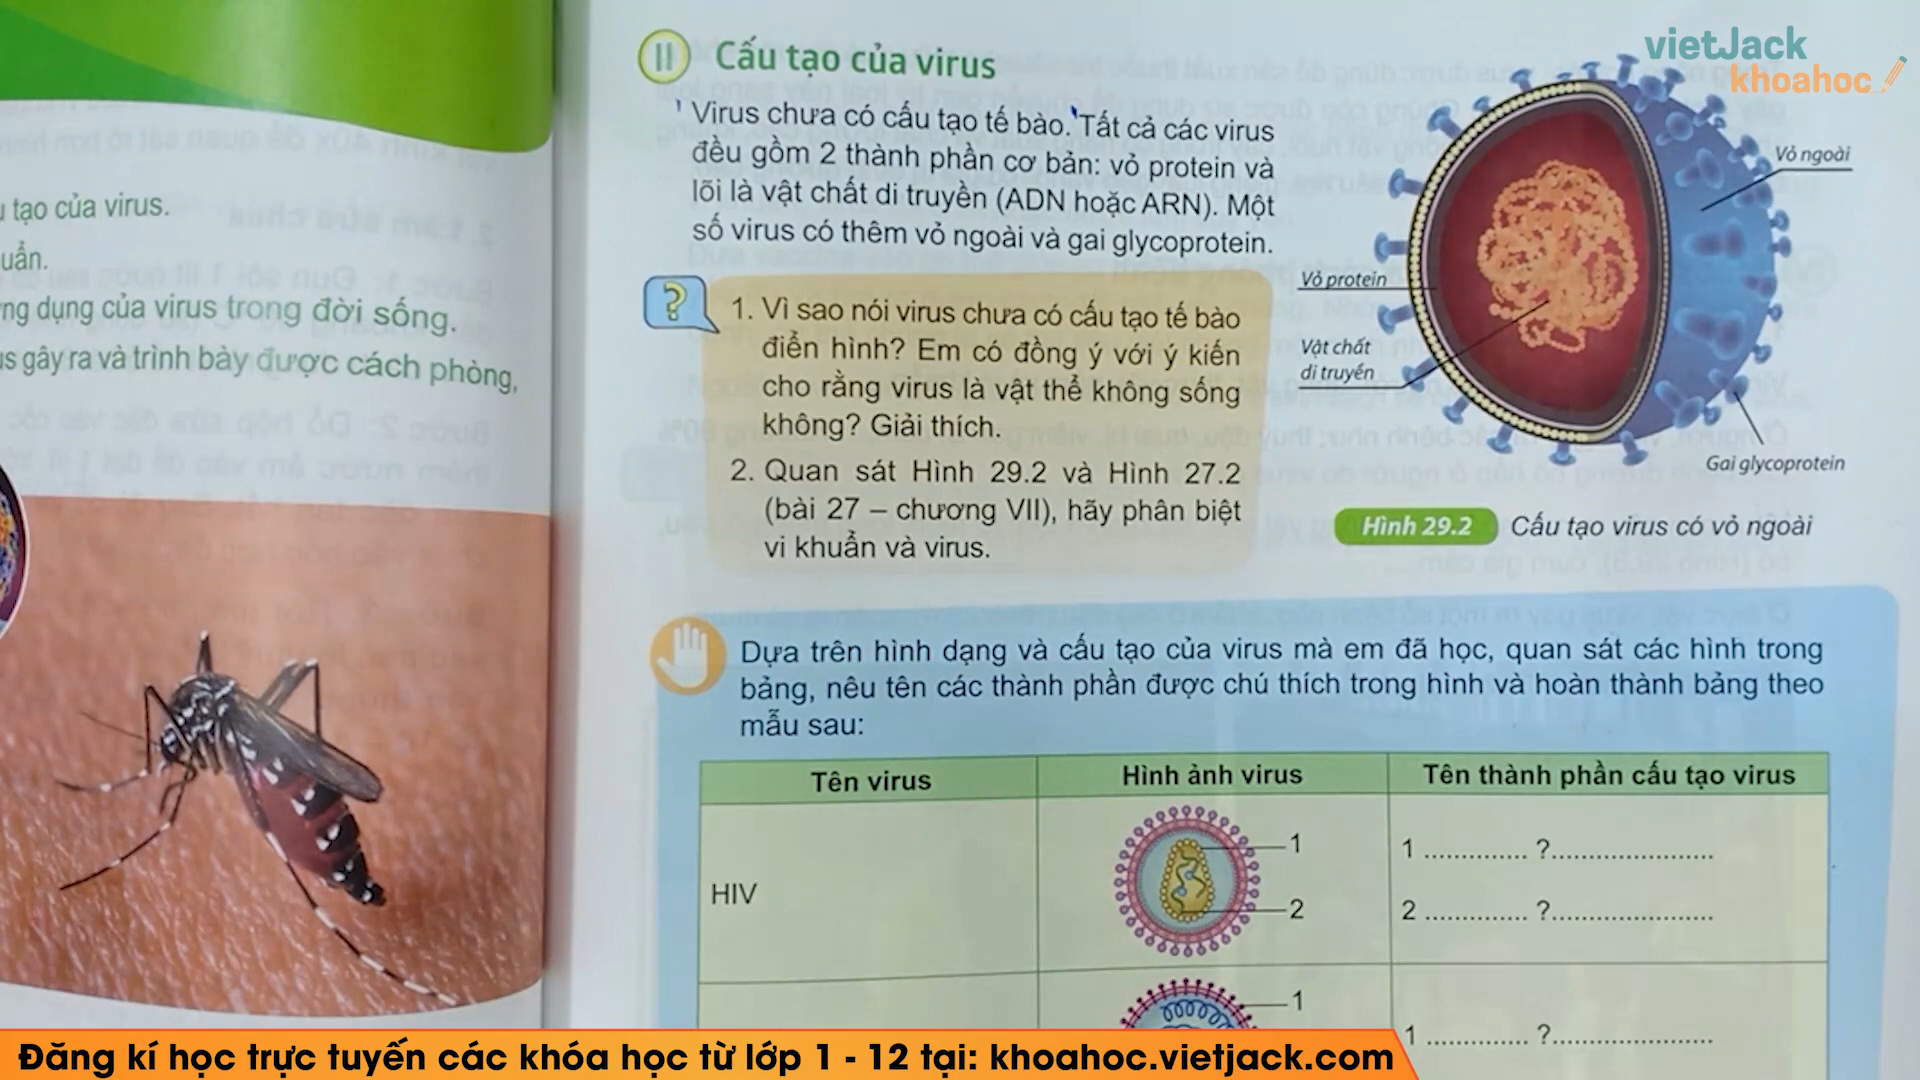 vietJack
khoahoc
ụ tạo của virus.
uẩn.
ng dụng của virus trong đời sống.
us gây ra và trình bày được cách phòng,
II Cấu tạo của virus
Virus chưa có cấu tạo tế bào. Tất cả các virus
đều gồm 2 thành phần cơ bản: vỏ protein và
lõi là vật chất di truyền (ADN hoặc ARN). Một
số virus có thêm vỏ ngoài và gai glycoprotein.
?
1. Vì sao nói virus chưa có cấu tạo tế bào
điển hình? Em có đồng ý với ý kiến
cho rằng virus là vật thể không sống
không? Giải thích.
2. Quan sát Hình 29.2 và Hình 27.2
(bài 27 – chương VII), hãy phân biệt
vi khuẩn và virus.
Vỏ ngoài
Vỏ protein
Vật chất
di truyền
Gai glycoprotein
Hình 29.2 Cấu tạo virus có vỏ ngoài
Dựa trên hình dạng và cấu tạo của virus mà em đã học, quan sát các hình trong
bảng, nêu tên các thành phần được chú thích trong hình và hoàn thành bảng theo
mẫu sau:
Tên virus Hình ảnh virus Tên thành phần cấu tạo virus
HIV
1
2
1 ............. ?....................
2 ............. ?....................
1
1 ............. ?....................
Đăng kí học trực tuyến các khóa học từ lớp 1 - 12 tại: khoahoc.vietjack.com